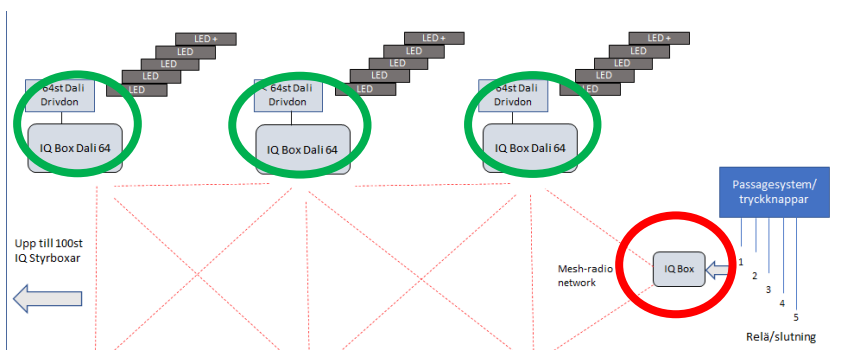 LED +
LED
LED
LED
LED
64st Dali
Drivdon
IQ Box Dali 64
LED +
LED
LED
LED
LED
< 64st Dali
Drivdon
IQ Box Dali 64
LED +
LED
LED
LED
LED
64st Dali
Drivdon
IQ Box Dali 64
Passagesystem/
tryckknappar
Upp till 100st
IQ Styrboxar
Mesh-radio
network
IQ Box
1
2
3
4
5
Relä/slutning